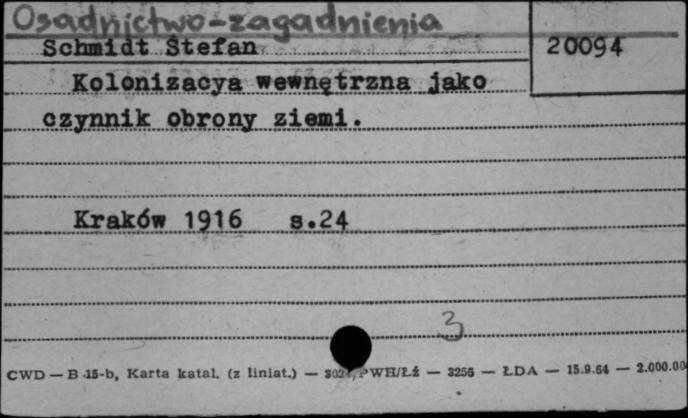 Osadnictwo-zagadnienia
Schmidt Stefan
20094
Kolonizacya wewnętrzna jako
czynnik obrony ziemi.
Kraków 1916 s.24
3
CWD — B 15-b, Karta katal. (z liniat.) — PWH/Łź — 3256 — ŁDA — 15.9.64 — 2.000.00